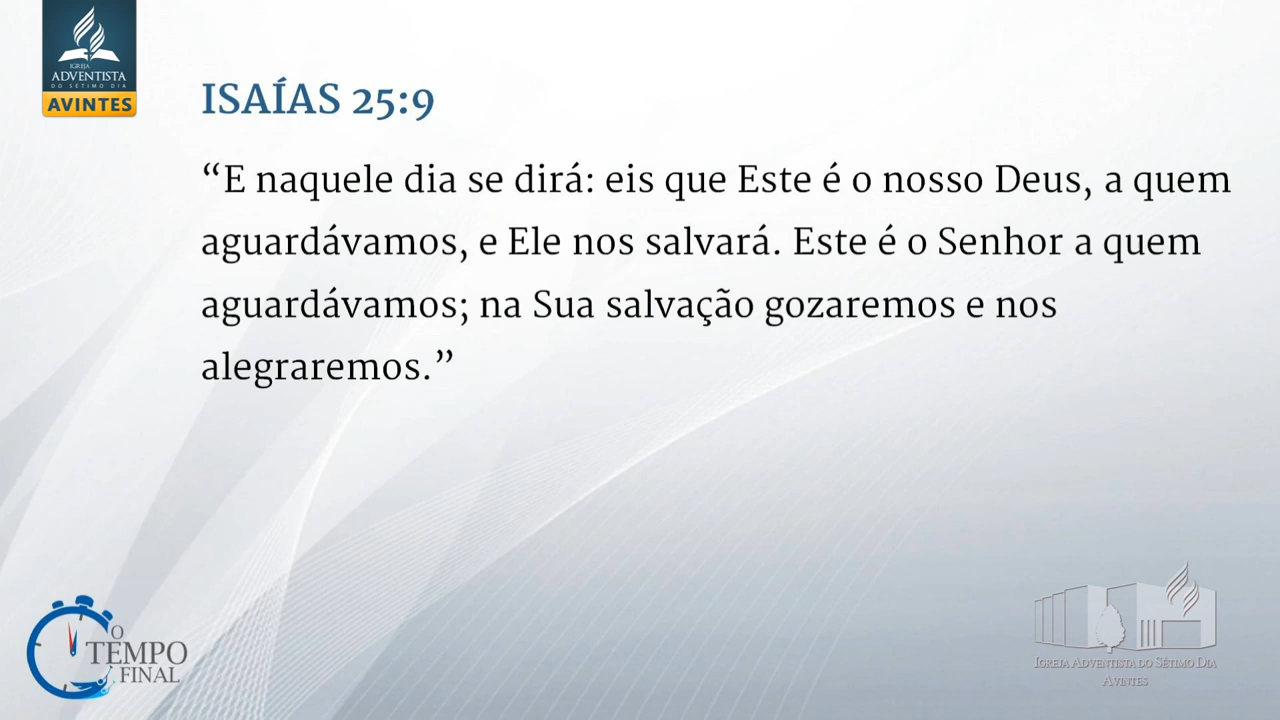 IGREJA
ADVENTISTA
DO SÉTIMO DIA
AVINTES
ISAÍAS 25:9
“E naquele dia se dirá: eis que Este é o nosso Deus, a quem
aguardávamos, e Ele nos salvará. Este é o Senhor a quem
aguardávamos; na Sua salvação gozaremos e nos
alegraremos.”
O
TEMPO
FINAL
IGREJA ADVENTISTA DO SÉTIMO DIA
AVINTES